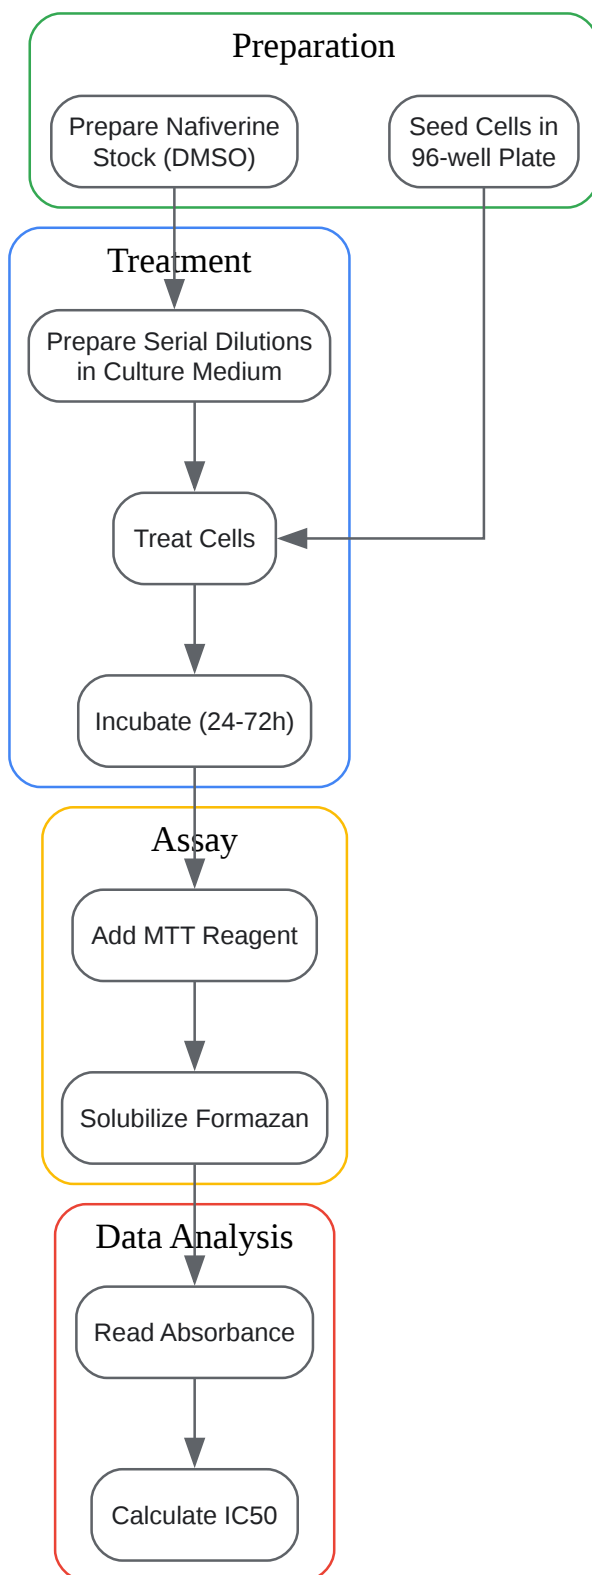 Preparation
Prepare Nafiverine
Stock (DMSO)
Seed Cells in
96-well Plate
Treatment
Prepare Serial Dilutions
in Culture Medium
Treat Cells
Incubate (24-72h)
Assay
Add MTT Reagent
Solubilize Formazan
Data Analysis
Read Absorbance
Calculate IC50